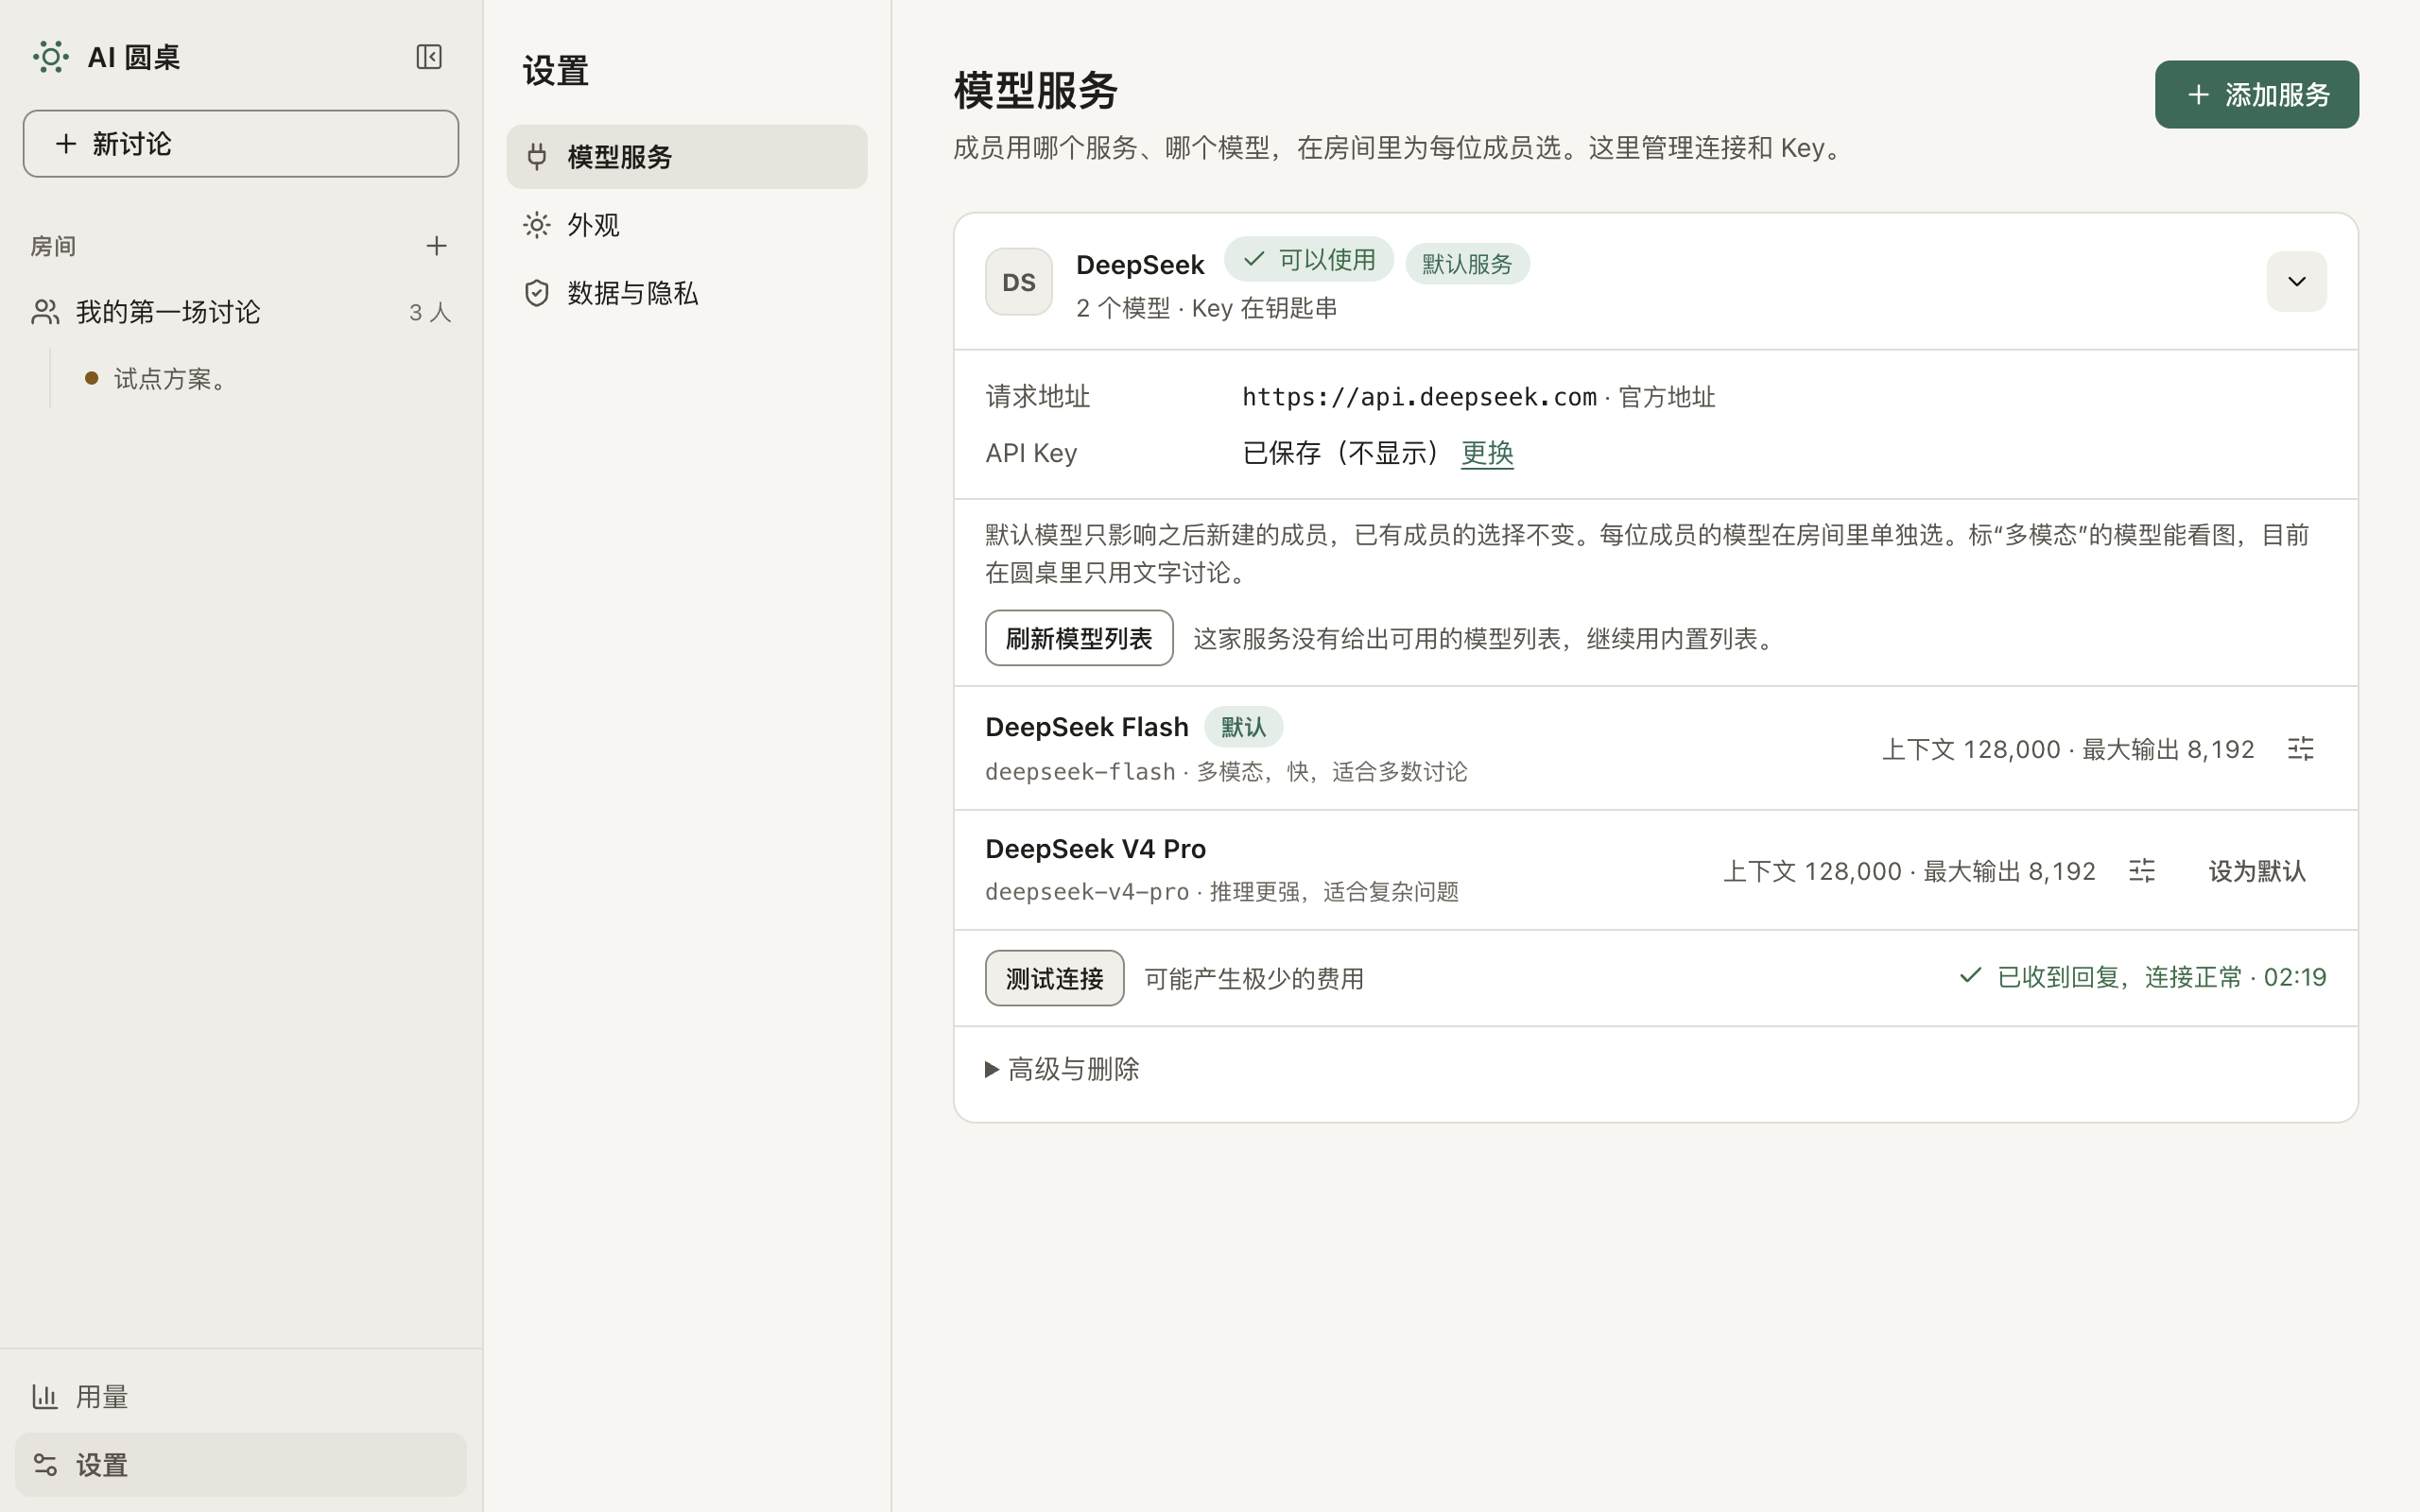 AI 圆桌
新讨论
房间
我的第一场讨论 3 人
试点方案。
用量
设置
设置
模型服务
外观
数据与隐私
模型服务
添加服务
成员用哪个服务、哪个模型，在房间里为每位成员选。这里管理连接和 Key。
DS
DeepSeek 可以使用 默认服务
2 个模型 · Key 在钥匙串
请求地址 https://api.deepseek.com · 官方地址
API Key 已保存（不显示） 更换
默认模型只影响之后新建的成员，已有成员的选择不变。每位成员的模型在房间里单独选。标“多模态”的模型能看图，目前
在圆桌里只用文字讨论。
刷新模型列表 这家服务没有给出可用的模型列表，继续用内置列表。
DeepSeek Flash 默认
deepseek-flash · 多模态，快，适合多数讨论
上下文 128,000 · 最大输出 8,192
DeepSeek V4 Pro
deepseek-v4-pro · 推理更强，适合复杂问题
上下文 128,000 · 最大输出 8,192 设为默认
测试连接 可能产生极少的费用 已收到回复，连接正常 · 02:19
高级与删除